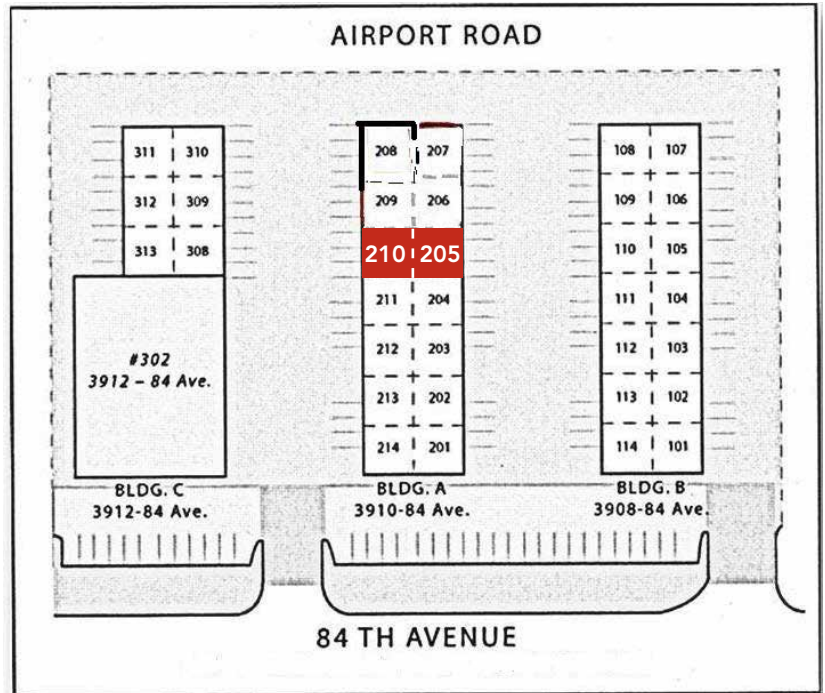 AIRPORT ROAD
311 310
312 309
313 308
#302
3912 – 84 Ave.
BLDG. C
3912-84 Ave.
208 207
209 206
210 205
211 204
212 203
213 202
214 201
BLDG. A
3910-84 Ave.
108 107
109 106
110 105
111 104
112 103
113 102
114 101
BLDG. B
3908-84 Ave.
84 TH AVENUE